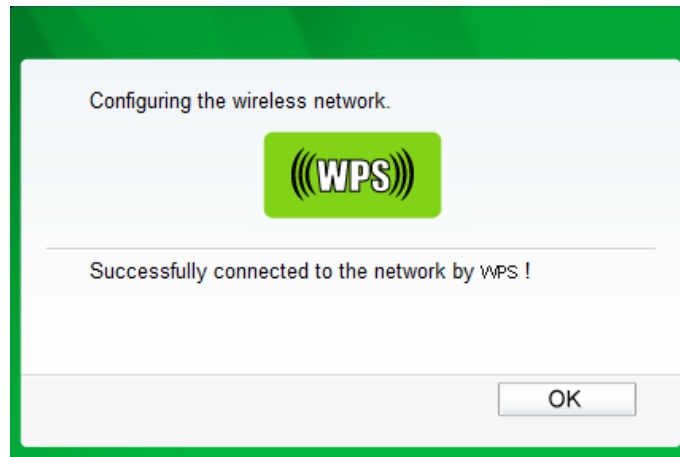 Configuring the wireless network.
(((WPS)))
Successfully connected to the network by WPS !
OK